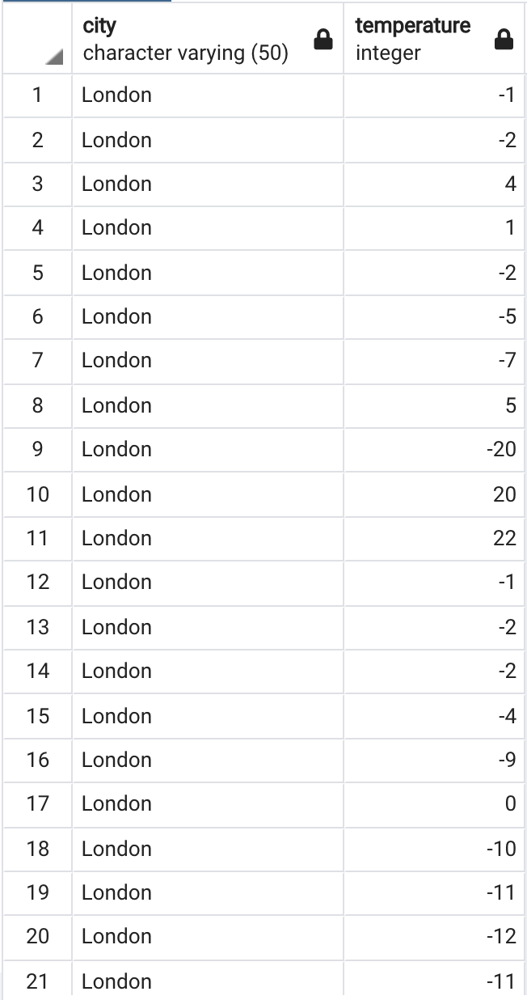 city temperature
character varying (50) integer
1 London -1
2 London -2
3 London 4
4 London 1
5 London -2
6 London -5
7 London -7
8 London 5
9 London -20
10 London 20
11 London 22
12 London -1
13 London -2
14 London -2
15 London -4
16 London -9
17 London 0
18 London -10
19 London -11
20 London -12
21 London -11